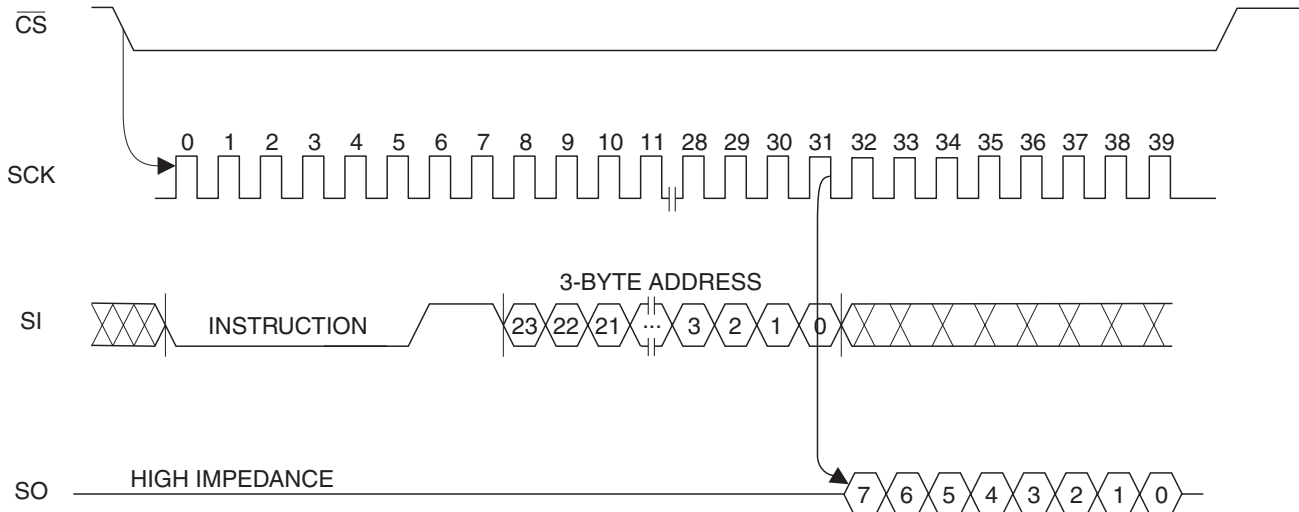 CS
0 1 2 3 4 5 6 7 8 9 10 11 28 29 30 31 32 33 34 35 36 37 38 39
SCK
3-BYTE ADDRESS
SI
INSTRUCTION
23 22 21 ... 3 2 1 0
HIGH IMPEDANCE
SO
7 6 5 4 3 2 1 0